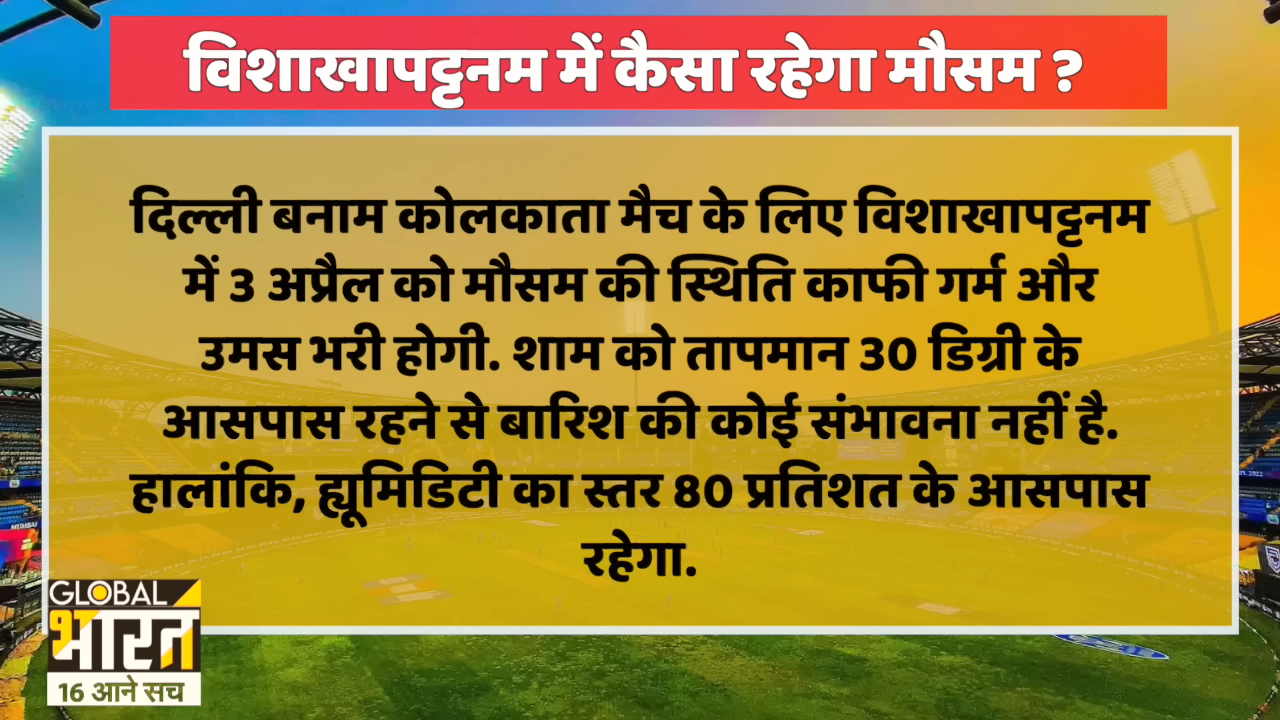 विशाखापट्टनम में कैसा रहेगा मौसम ?
दिल्ली बनाम कोलकाता मैच के लिए विशाखापट्टनम
में 3 अप्रैल को मौसम की स्थिति काफी गर्म और
उमस भरी होगी. शाम को तापमान 30 डिग्री के
आसपास रहने से बारिश की कोई संभावना नहीं है.
हालांकि, ह्यूमिडिटी का स्तर 80 प्रतिशत के आसपास
रहेगा.
MUMBAI
GLOBAL
भारत
16 आने सच